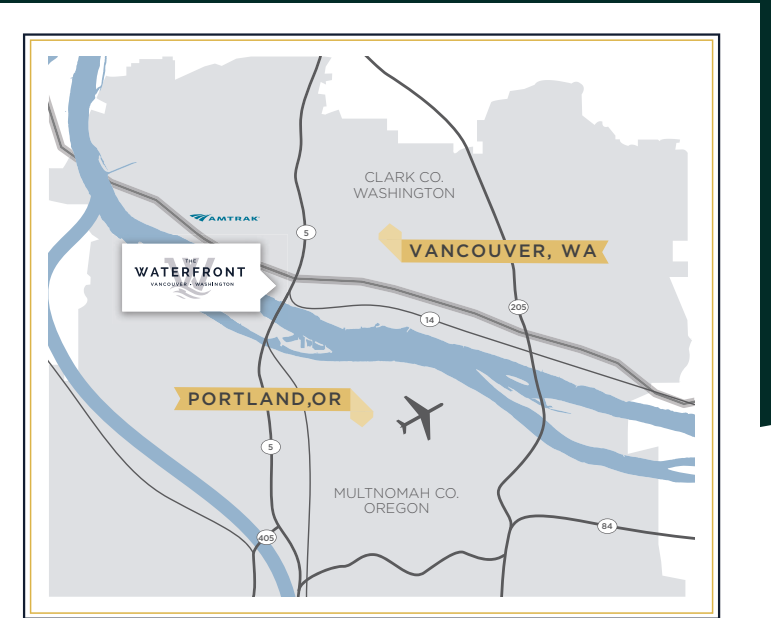 CLARK CO.
WASHINGTON
AMTRAK
5
VANCOUVER, WA
THE
WATERFRONT
VANCOUVER • WASHINGTON
W
205
14
PORTLAND,OR
5
MULTNOMAH CO.
OREGON
84
405